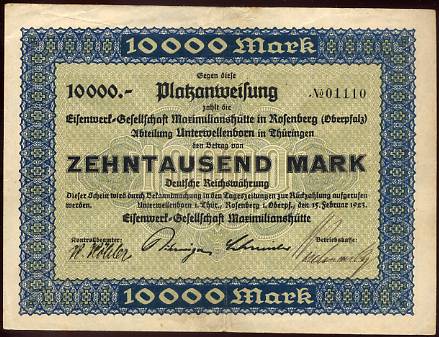 10000 Mark
Gegen diese
10000.- Platzanweisung № 01110
zahlt die
Eisenwerk-Gesellschaft Maximilianshütte in Rosenberg (Oberpfalz)
Abteilung Unterwellenborn in Thüringen
den Betrag von
ZEHNTAUSEND MARK
Deutsche Reichswährung
Dieser Schein wird durch Bekanntmachung in den Tageszeitungen zur Rückzahlung aufgerufen
werden. Unterwellenborn i. Thür., Rosenberg i. Oberpf., den 15. Februar 1923.
Eisenwerk-Gesellschaft Maximilianshütte
Kontrollbeamter: Betriebskasse:
10000 Mark